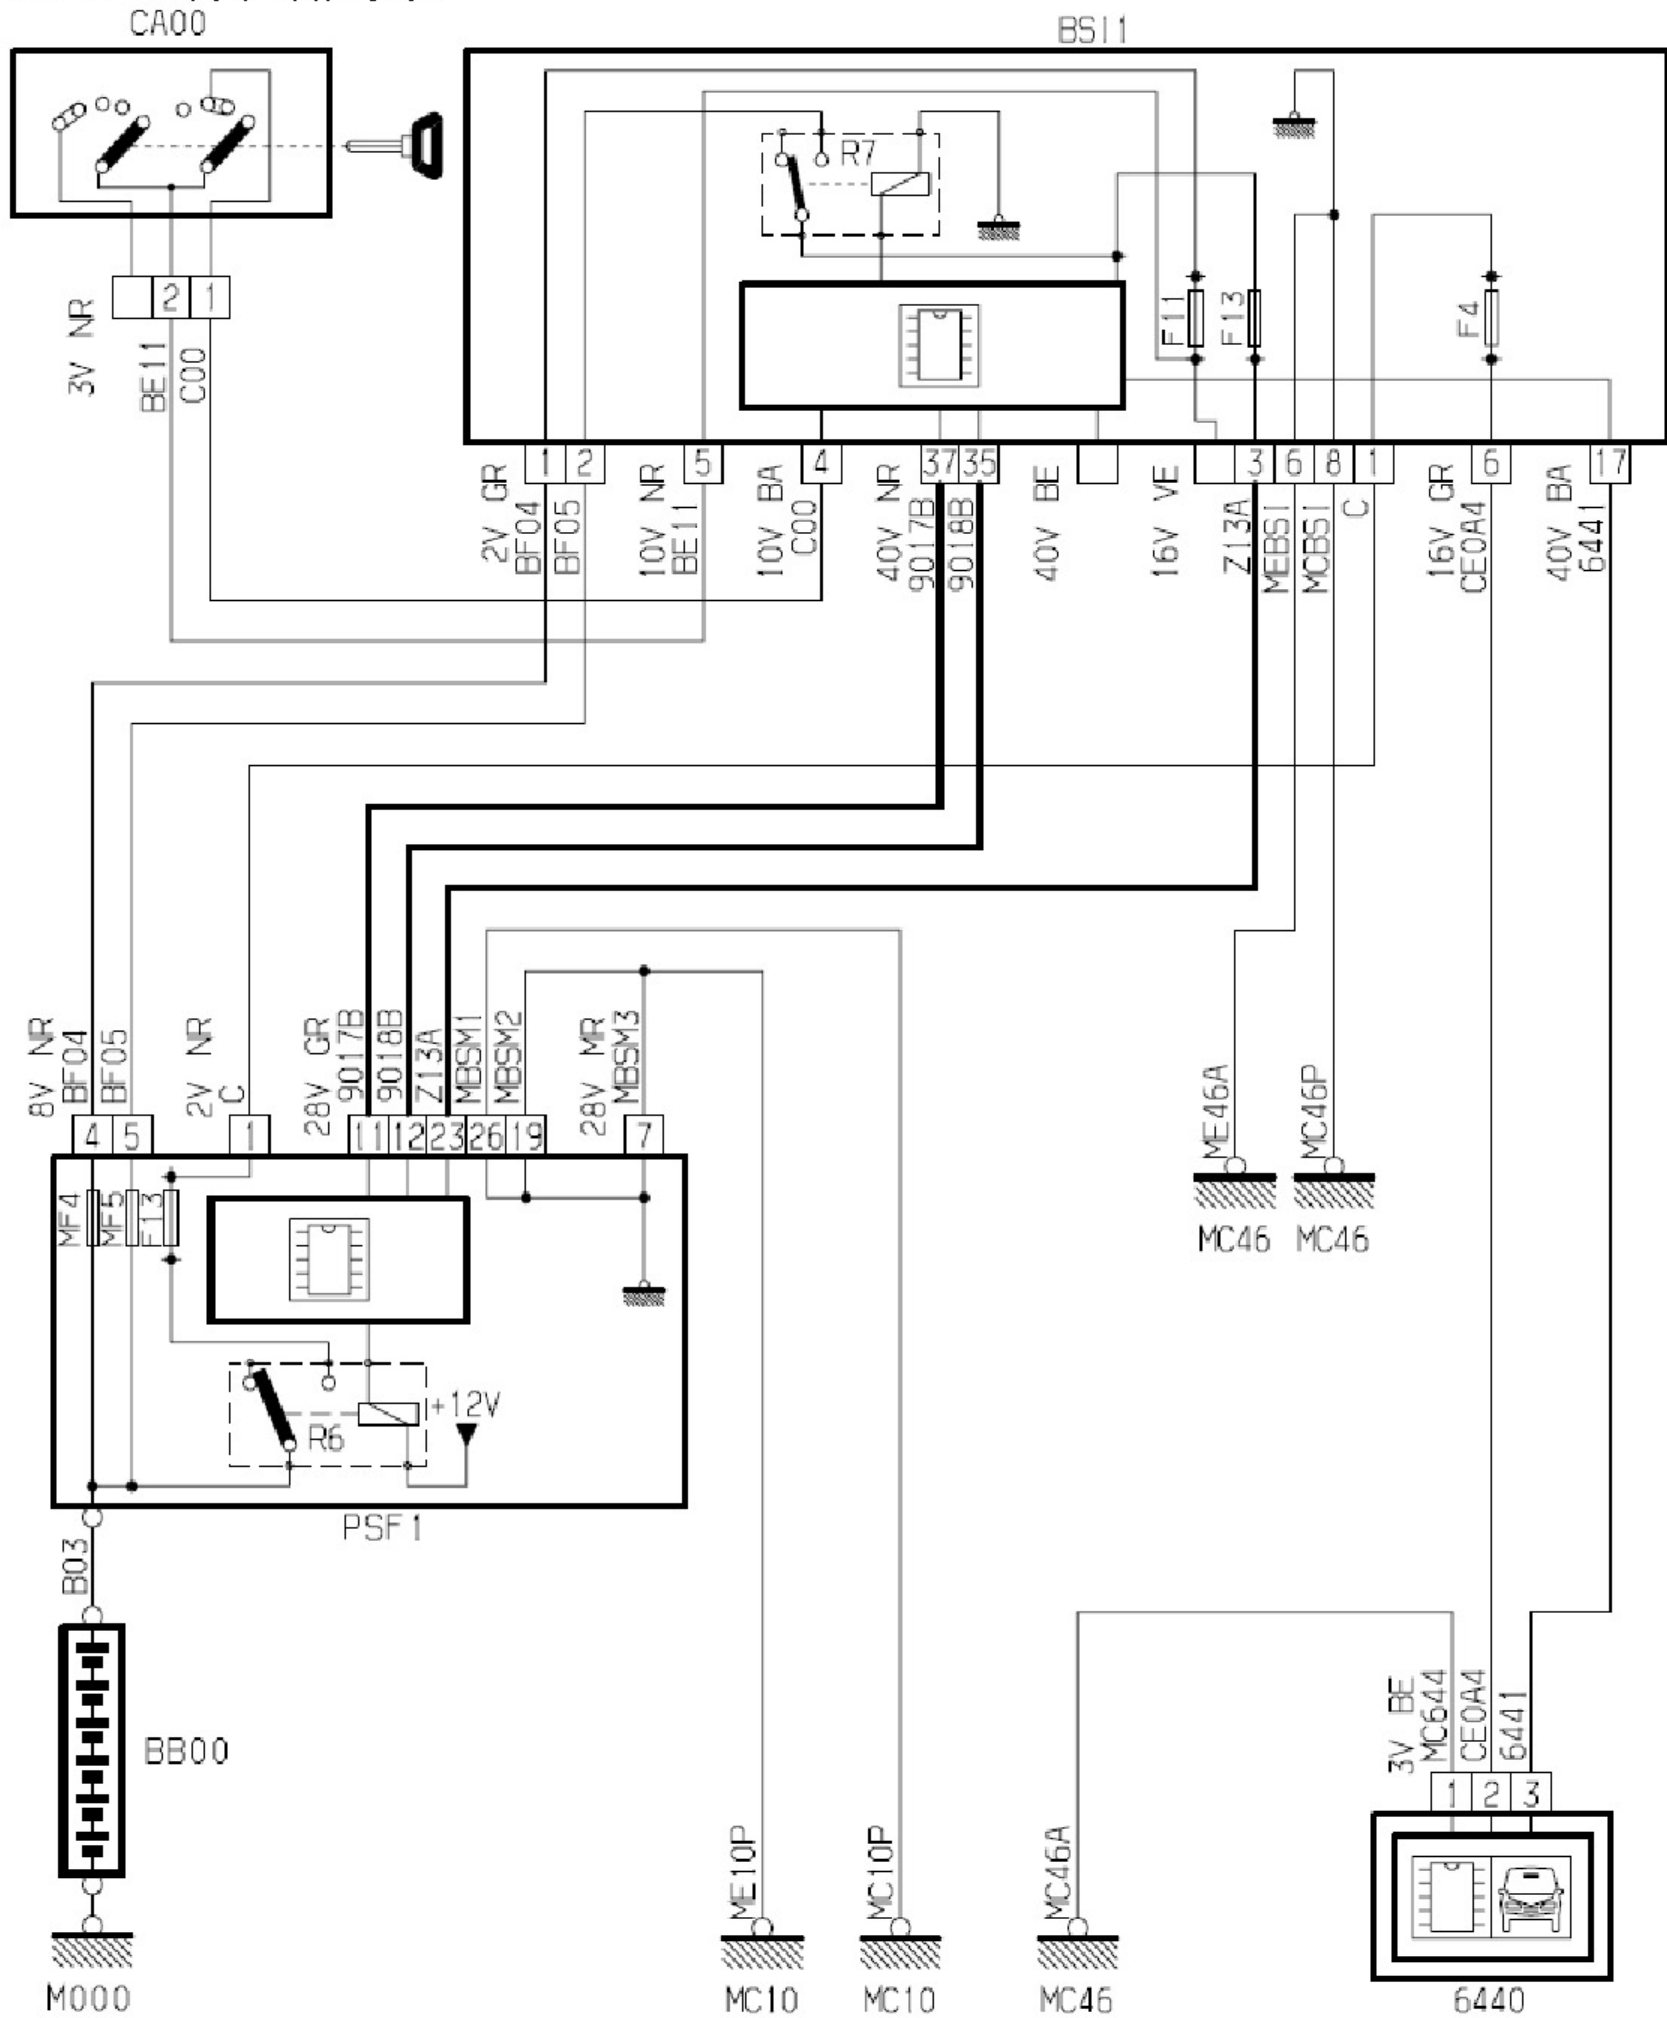 CA00
BSI1
R7
F11
F13
F4
2
1
3V NR
BE11
C00
1
2
5
4
37
35
3
6
8
1
6
17
2V GR
BF04
BF05
10V NR
BE11
10V BA
C00
40V NR
9017B
9018B
40V BE
16V VE
Z13A
MEBSI
MCBSI
C
16V GR
CE0A4
40V BA
6441
8V NR
BF04
BF05
2V NR
C
28V GR
9017B
9018B
Z13A
MBSM1
MBSM2
28V MR
MBSM3
4
5
1
11
12
23
26
19
7
ME46A
MC46P
MC46
MC46
MF4
MF5
F13
R6
+12V
PSF1
B03
BB00
M000
ME10P
MC10P
MC46A
MC10
MC10
MC46
3V BE
MC644
CE0A4
6441
1
2
3
6440